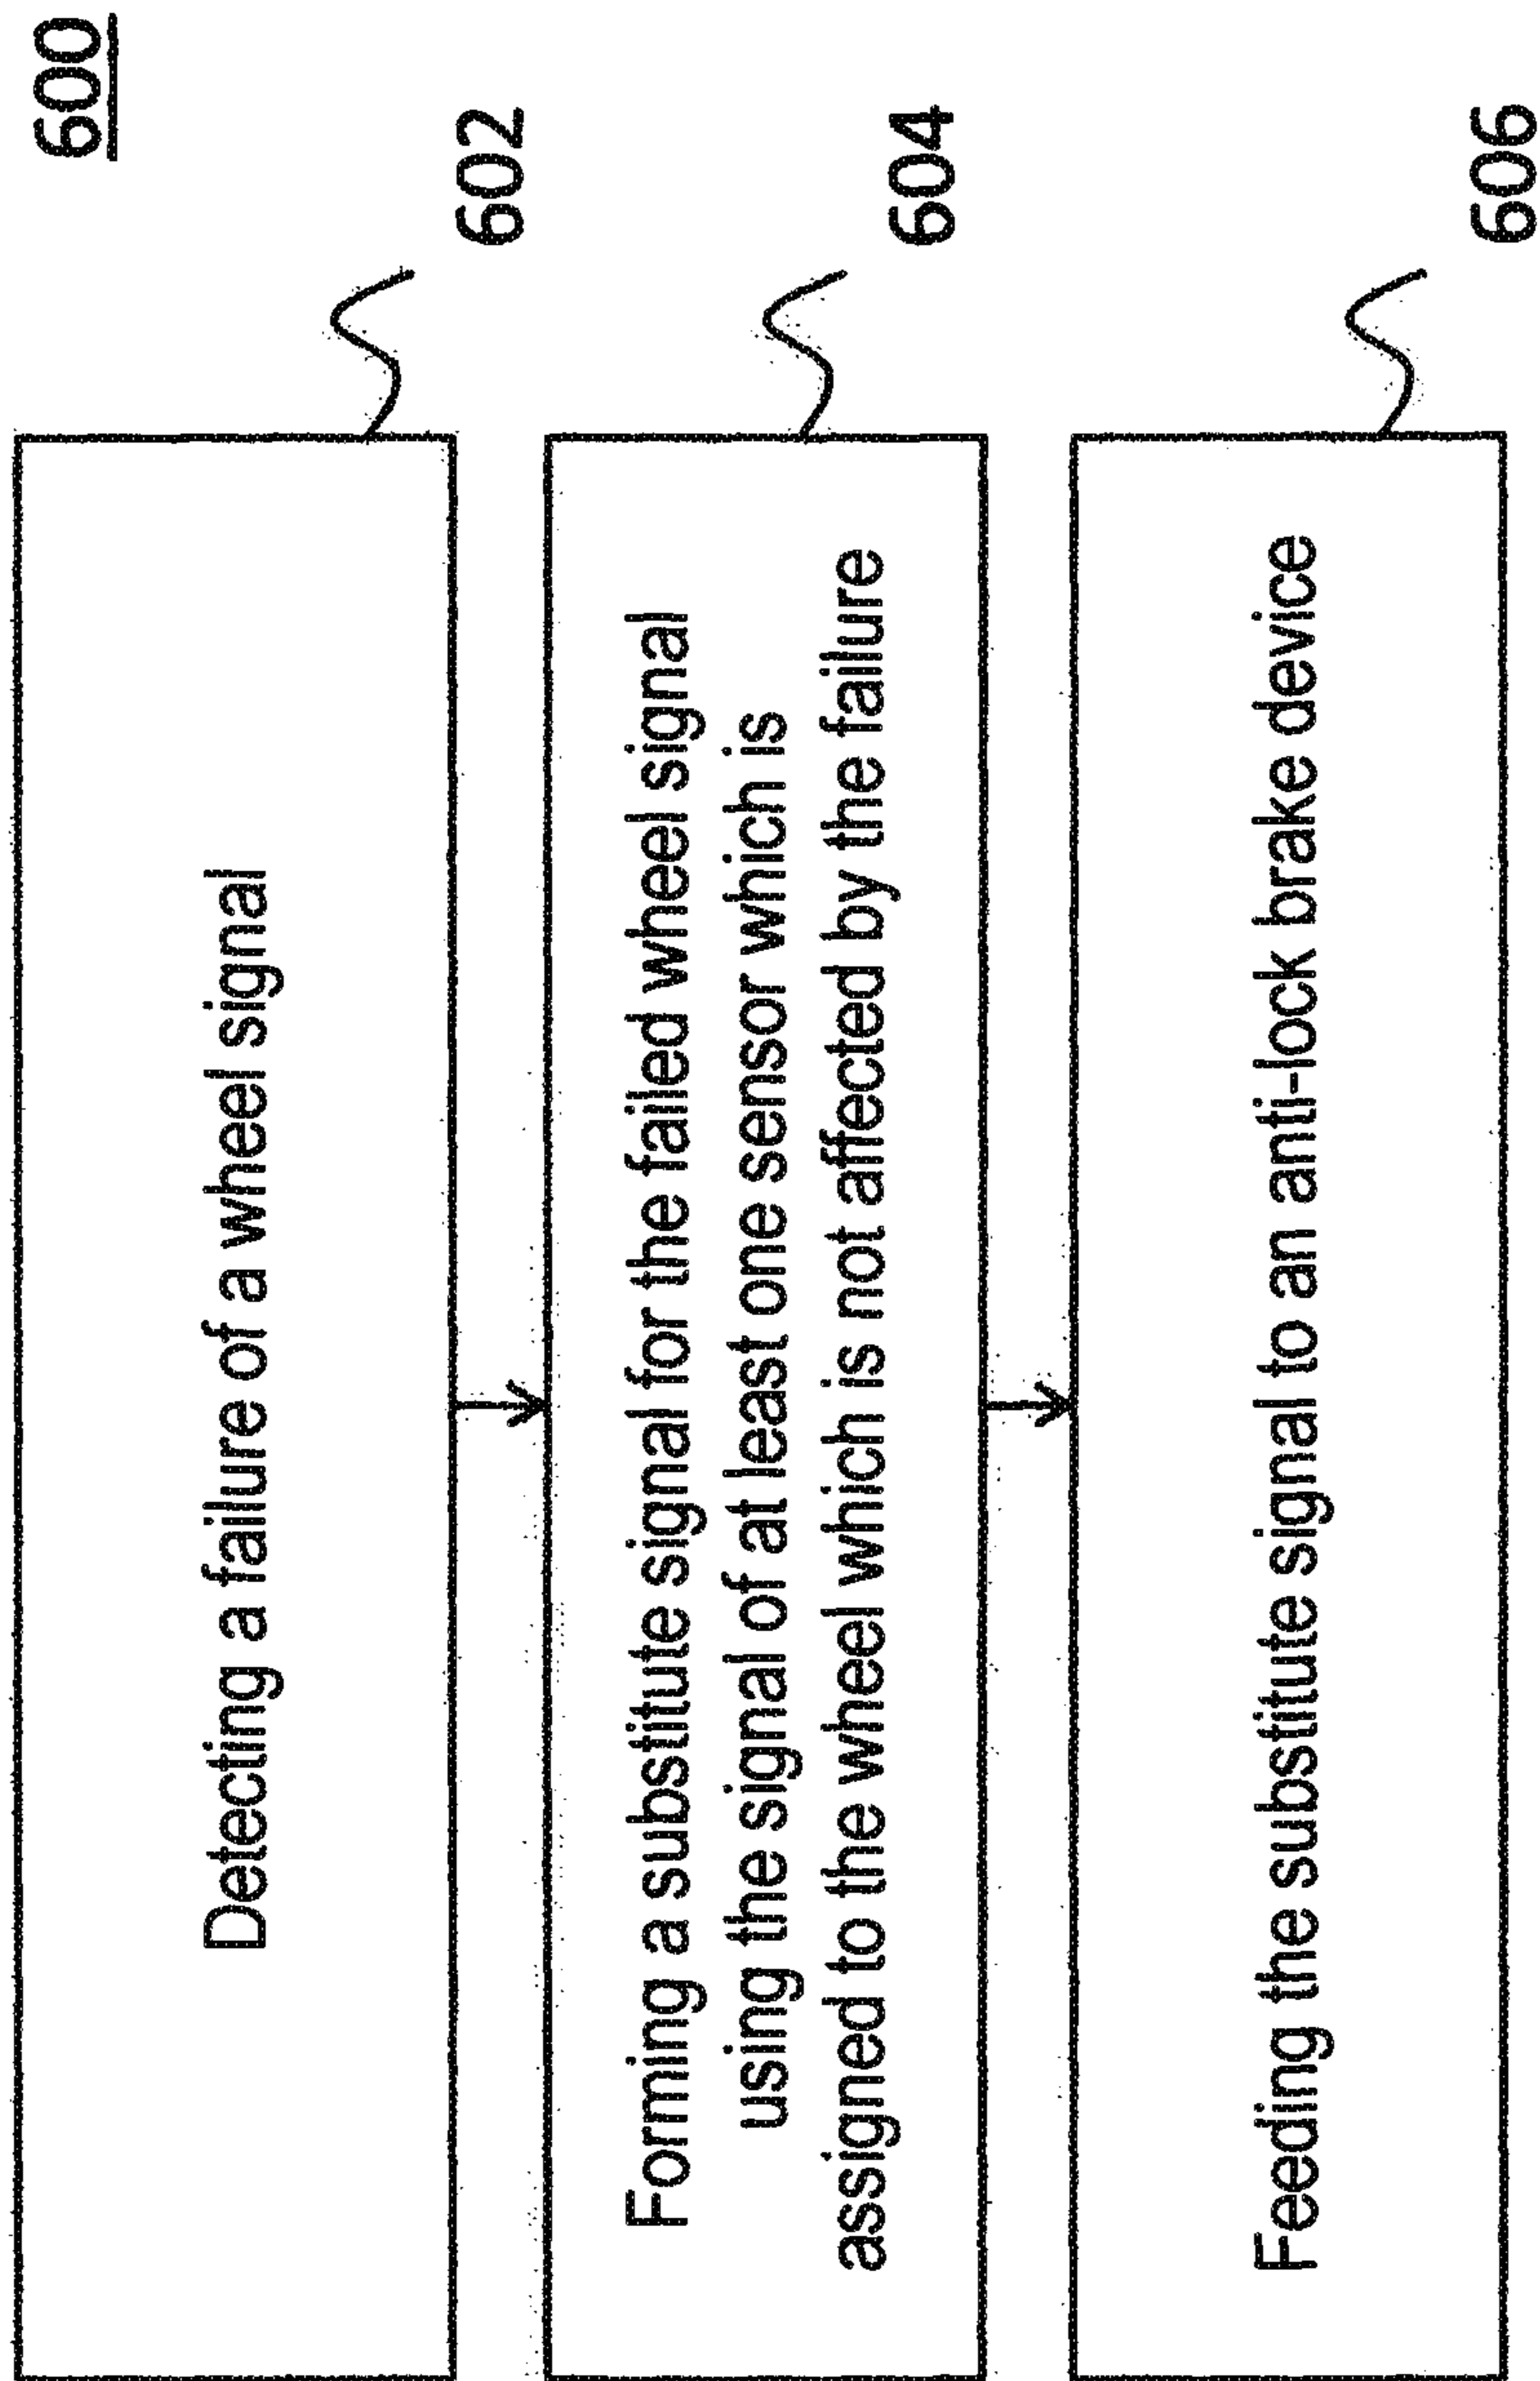 600
Detecting a failure of a wheel signal
602
Forming a substitute signal for the failed wheel signal
using the signal of at least one sensor which is
assigned to the wheel which is not affected by the failure
604
Feeding the substitute signal to an anti-lock brake device
606